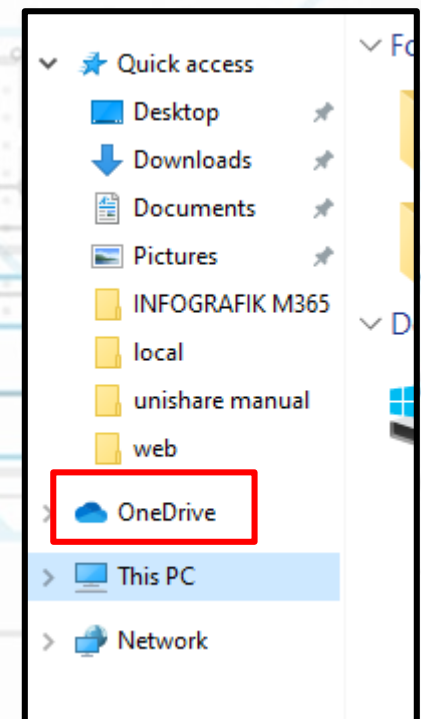 Quick access
Desktop
Downloads
Documents
Pictures
INFOGRAFIK M365
local
unishare manual
web
OneDrive
This PC
Network